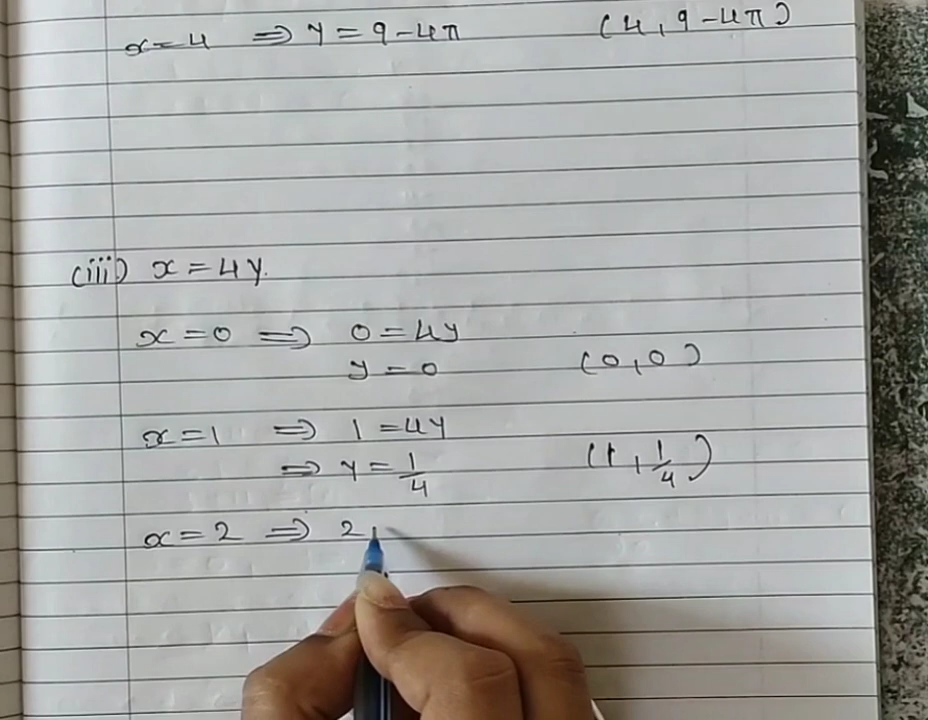 x = 4 ⇒ y = 9 - 4π (4, 9 - 4π)
(iii) x = 4y.
x = 0 ⇒ 0 = 4y
y = 0 (0, 0)
x = 1 ⇒ 1 = 4y
⇒ y = 1/4 (1, 1/4)
x = 2 ⇒ 2